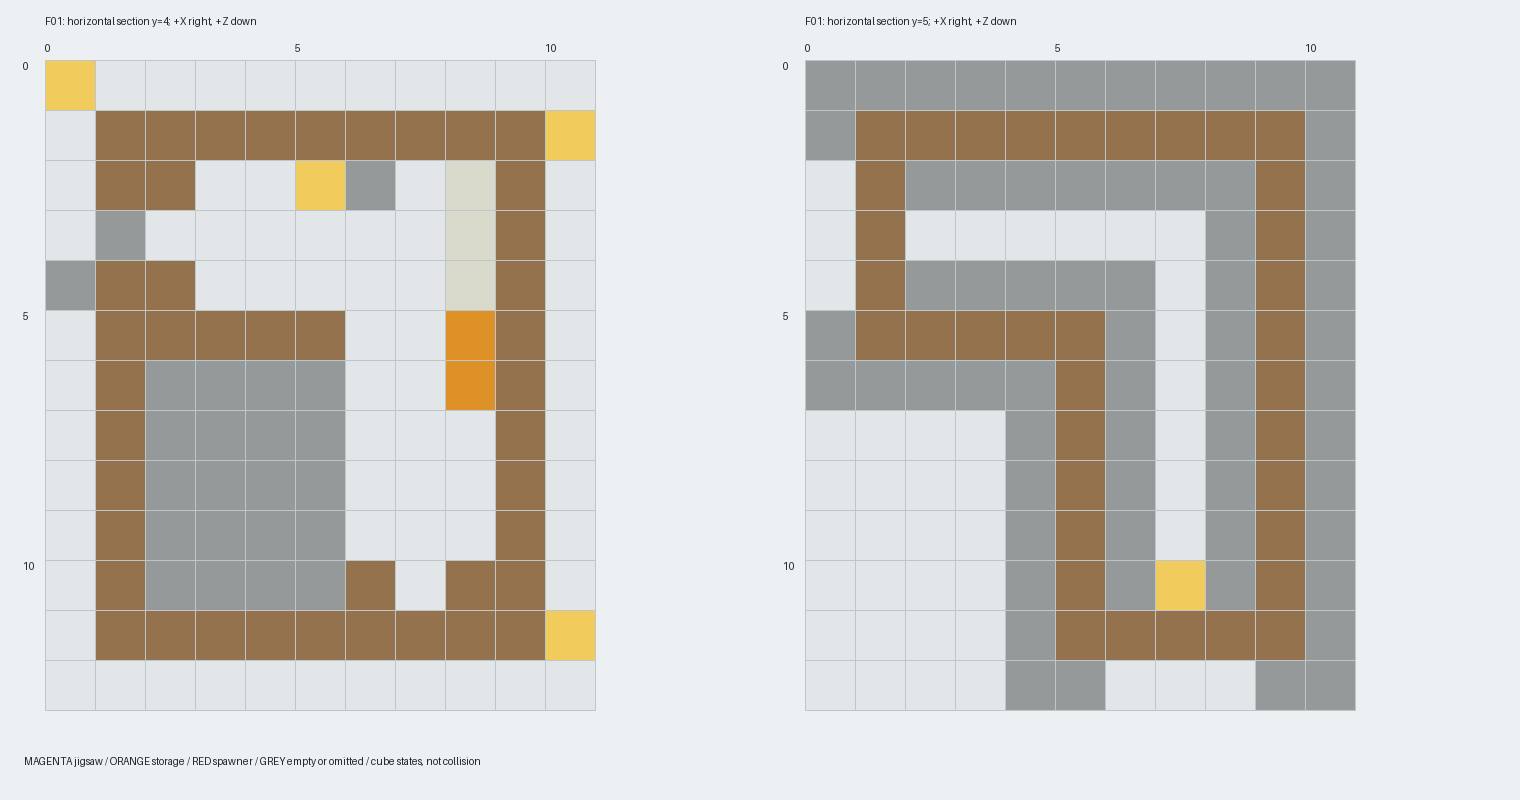 F01: horizontal section y=4; +X right, +Z down
F01: horizontal section y=5; +X right, +Z down
0 5 10
0 5 10
0
0
5
5
10
10
MAGENTA jigsaw / ORANGE storage / RED spawner / GREY empty or omitted / cube states, not collision